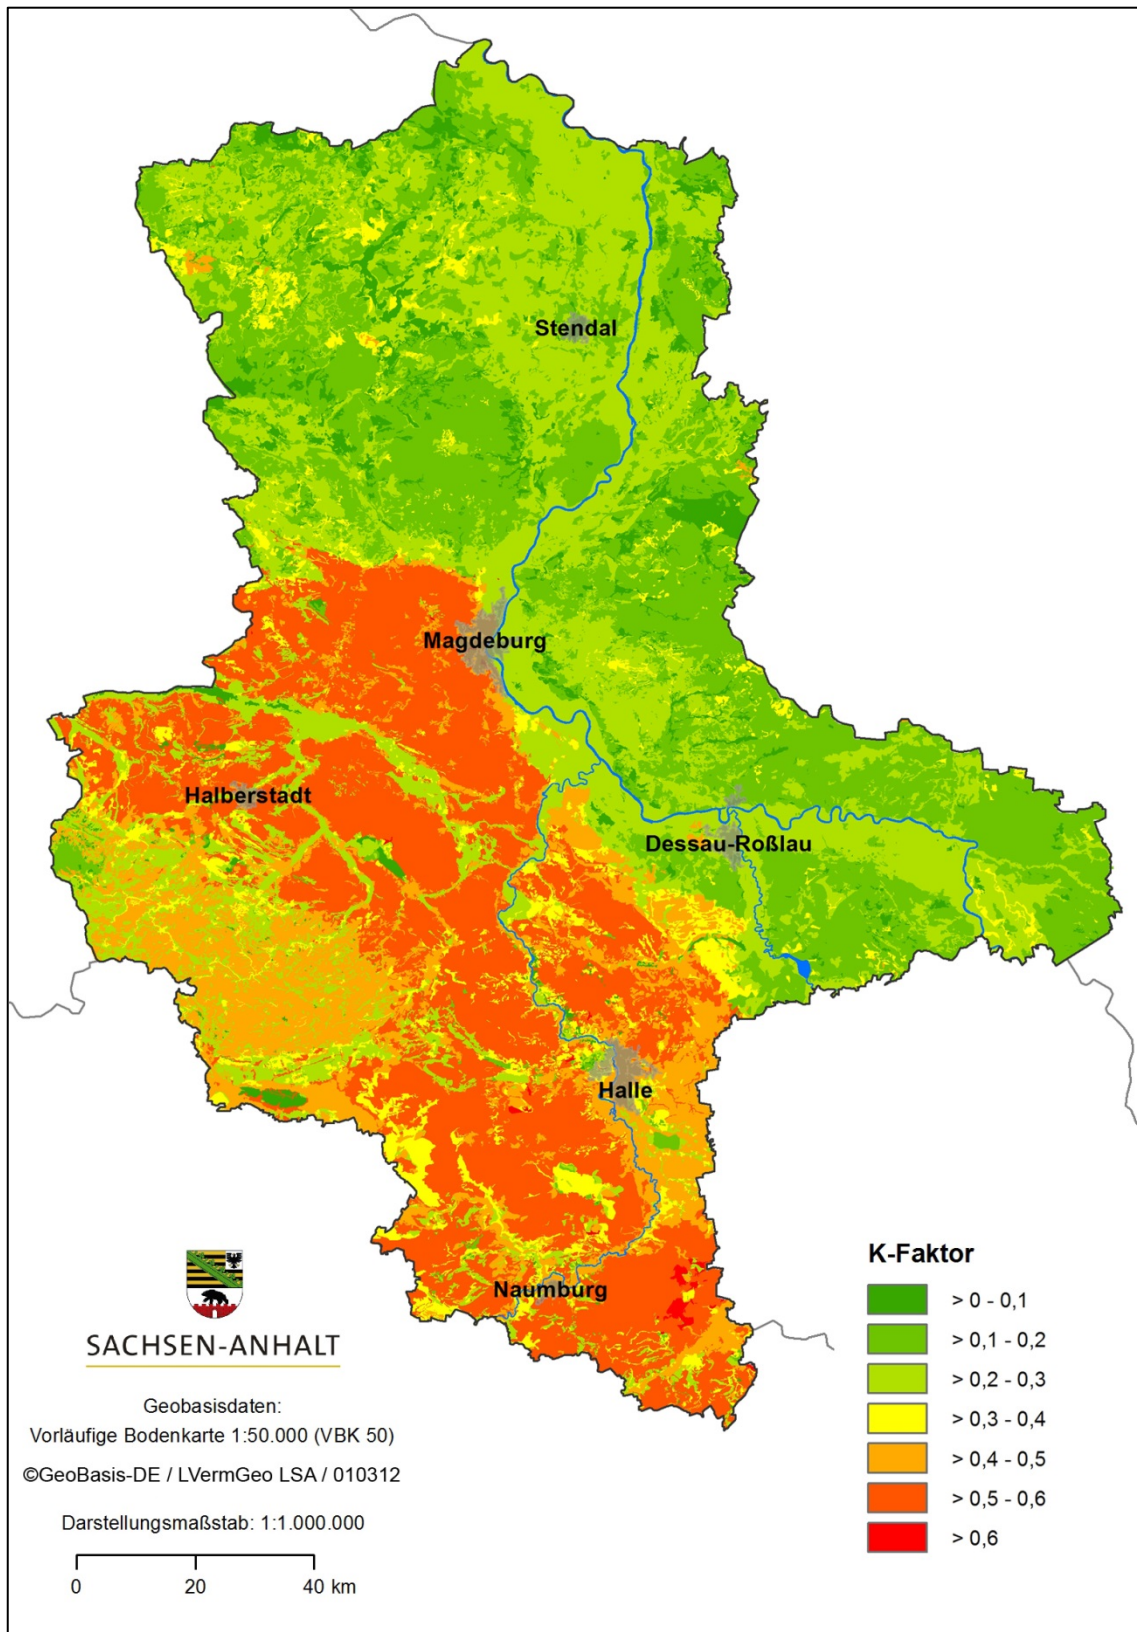 Stendal
Magdeburg
Halberstadt
Dessau-Roßlau
Halle
Naumburg
SACHSEN-ANHALT
Geobasisdaten:
Vorläufige Bodenkarte 1:50.000 (VBK 50)
©GeoBasis-DE / LVermGeo LSA / 010312
Darstellungsmaßstab: 1:1.000.000
0 20 40 km
K-Faktor
> 0 - 0,1
> 0,1 - 0,2
> 0,2 - 0,3
> 0,3 - 0,4
> 0,4 - 0,5
> 0,5 - 0,6
> 0,6